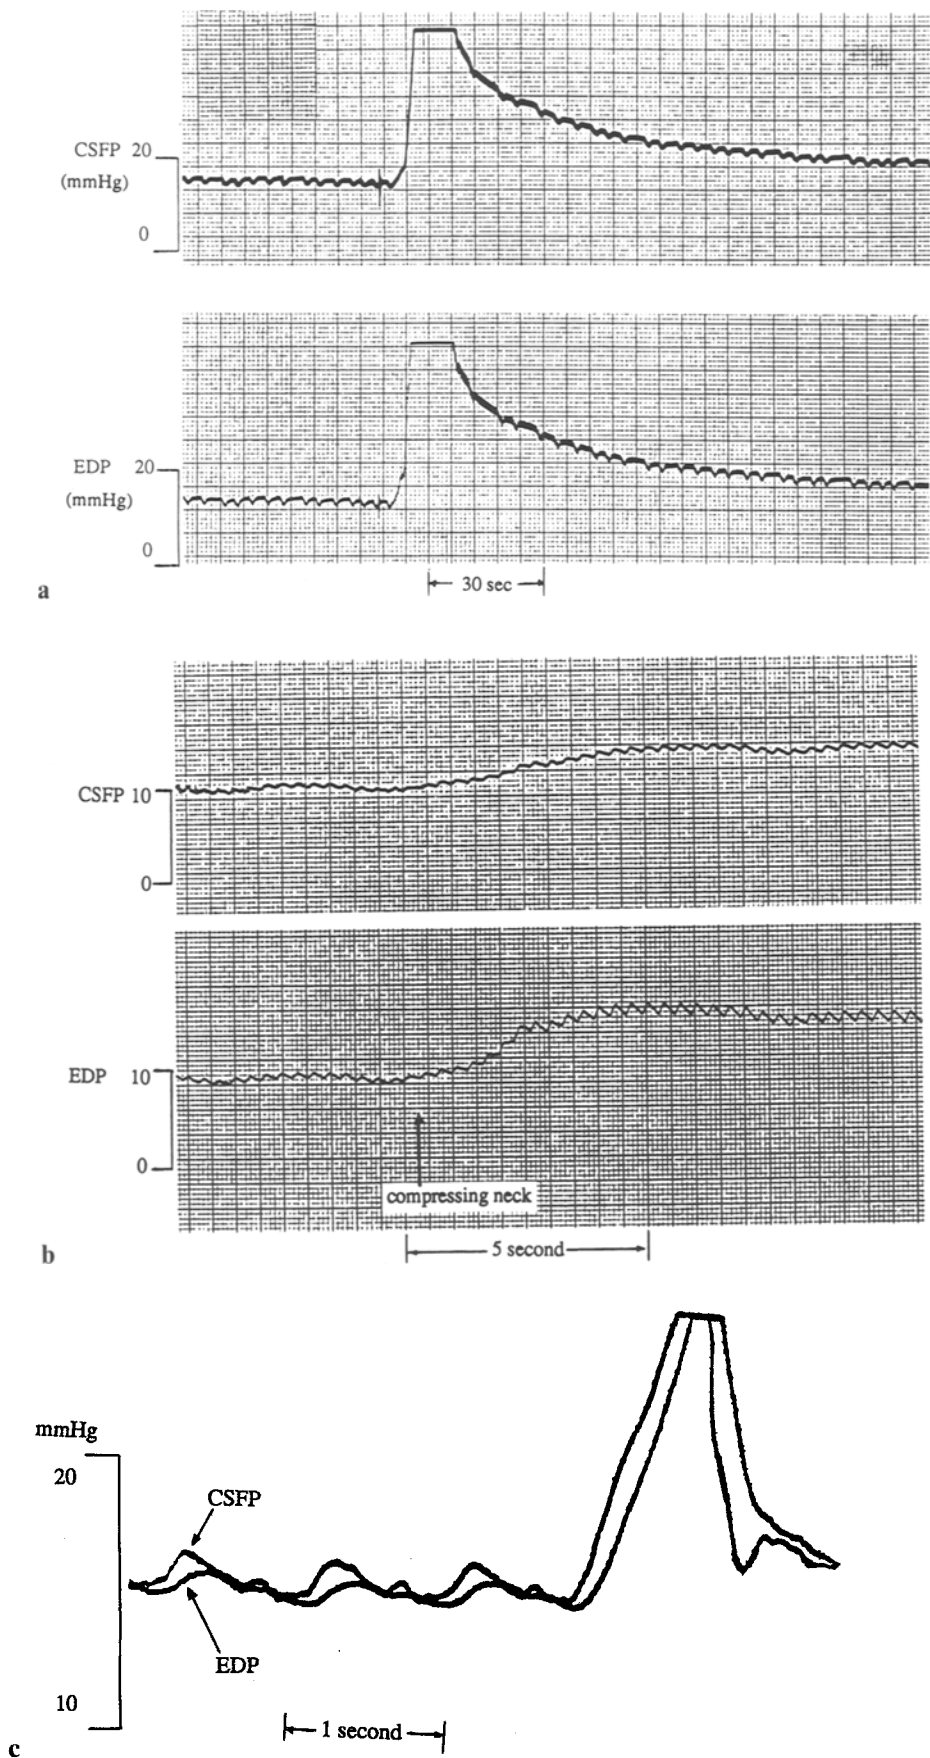 CSFP 20
(mmHg)
0
EDP 20
(mmHg)
0
30 sec
a
CSFP 10
0
EDP 10
0
compressing neck
5 second
b
mmHg
20
CSFP
EDP
10
1 second
c